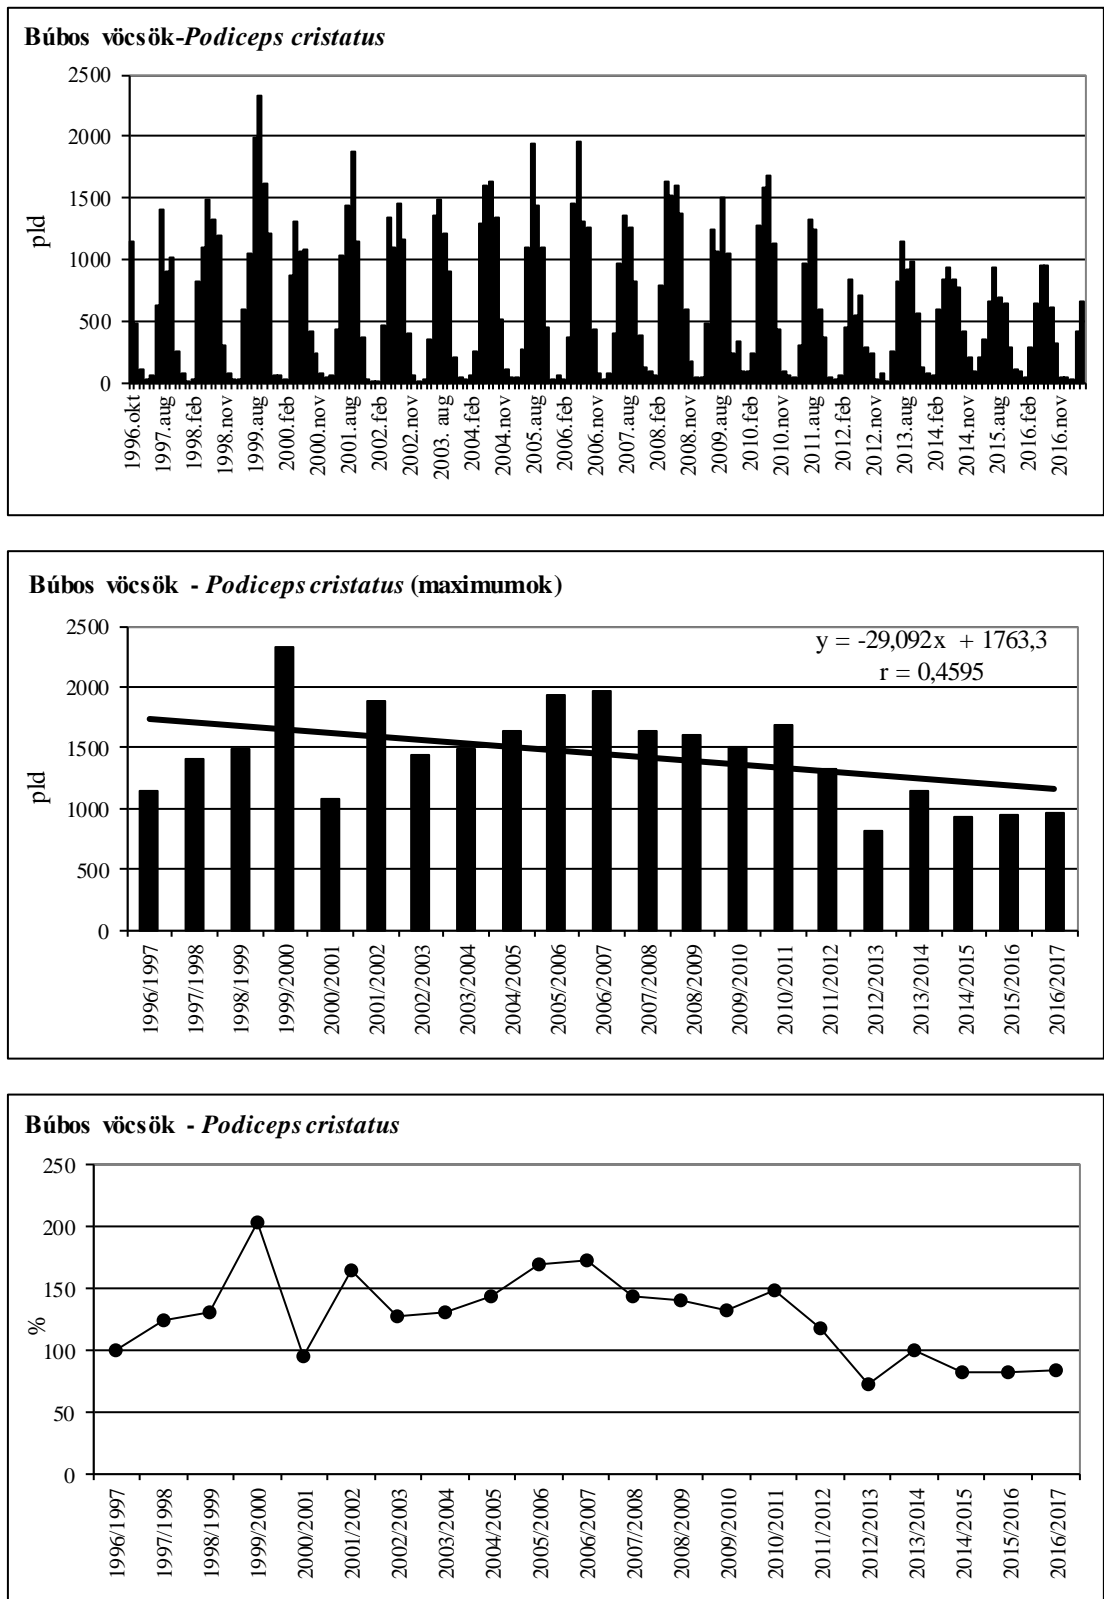 Búbos vöcsök-Podiceps cristatus
2500
2000
1500
1000
500
0
pld
1996.okt
1997.aug
1998.feb
1998.nov
1999.aug
2000.feb
2000.nov
2001.aug
2002.feb
2002.nov
2003. aug
2004.feb
2004.nov
2005.aug
2006.feb
2006.nov
2007.aug
2008.feb
2008.nov
2009.aug
2010.feb
2010.nov
2011.aug
2012.feb
2012.nov
2013.aug
2014.feb
2014.nov
2015.aug
2016.feb
2016.nov
Búbos vöcsök - Podiceps cristatus (maximumok)
y = -29,092x + 1763,3
r = 0,4595
2500
2000
1500
1000
500
0
pld
1996/1997
1997/1998
1998/1999
1999/2000
2000/2001
2001/2002
2002/2003
2003/2004
2004/2005
2005/2006
2006/2007
2007/2008
2008/2009
2009/2010
2010/2011
2011/2012
2012/2013
2013/2014
2014/2015
2015/2016
2016/2017
Búbos vöcsök - Podiceps cristatus
250
200
150
100
50
0
%
1996/1997
1997/1998
1998/1999
1999/2000
2000/2001
2001/2002
2002/2003
2003/2004
2004/2005
2005/2006
2006/2007
2007/2008
2008/2009
2009/2010
2010/2011
2011/2012
2012/2013
2013/2014
2014/2015
2015/2016
2016/2017